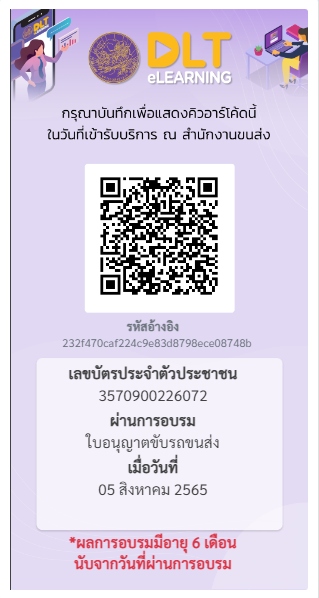 DLT
eLEARNING
กรุณาบันทึกเพื่อแสดงคิวอาร์โค้ดนี้
ในวันที่เข้ารับบริการ ณ สำนักงานขนส่ง
รหัสอ้างอิง
232f470caf224c9e83d8798ece08748b
เลขบัตรประจำตัวประชาชน
3570900226072
ผ่านการอบรม
ใบอนุญาตขับรถขนส่ง
เมื่อวันที่
05 สิงหาคม 2565
*ผลการอบรมมีอายุ 6 เดือน
นับจากวันที่ผ่านการอบรม